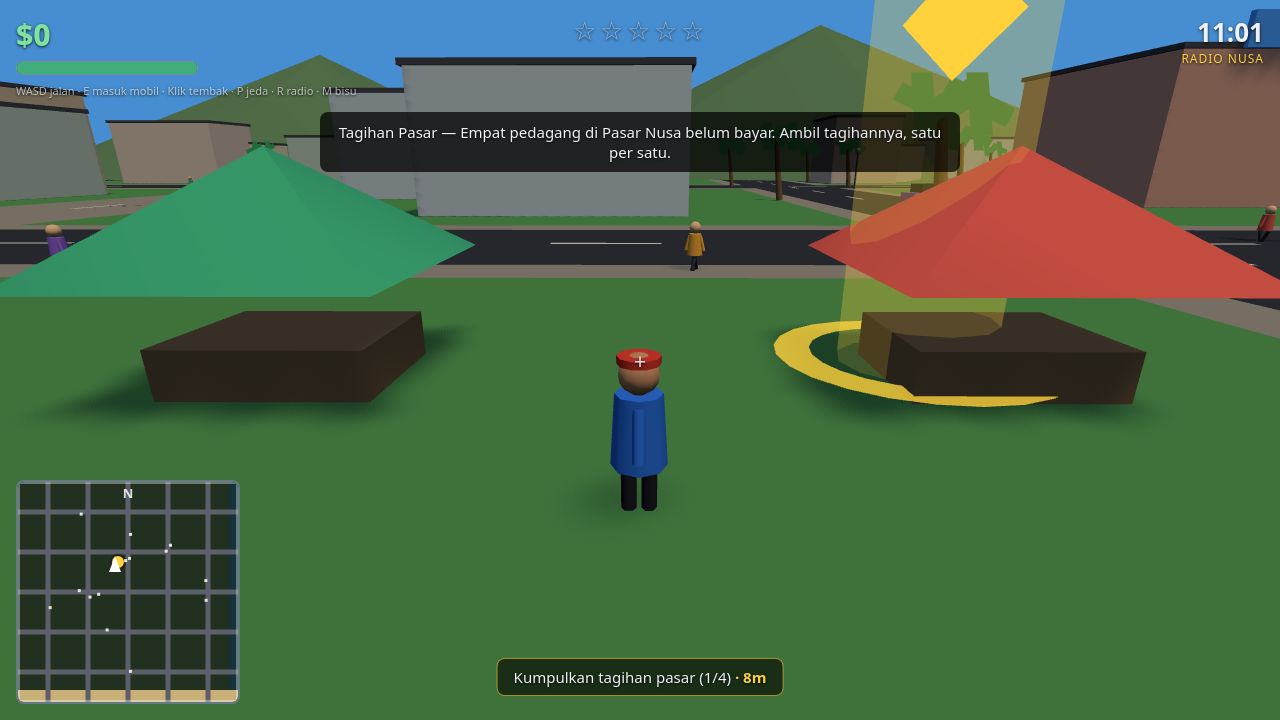 $0
☆☆☆☆☆
11:01
RADIO NUSA
WASD jalan · E masuk mobil · Klik tembak · P jeda · R radio · M bisu
Tagihan Pasar — Empat pedagang di Pasar Nusa belum bayar. Ambil tagihannya, satu
per satu.
N
Kumpulkan tagihan pasar (1/4) · 8m